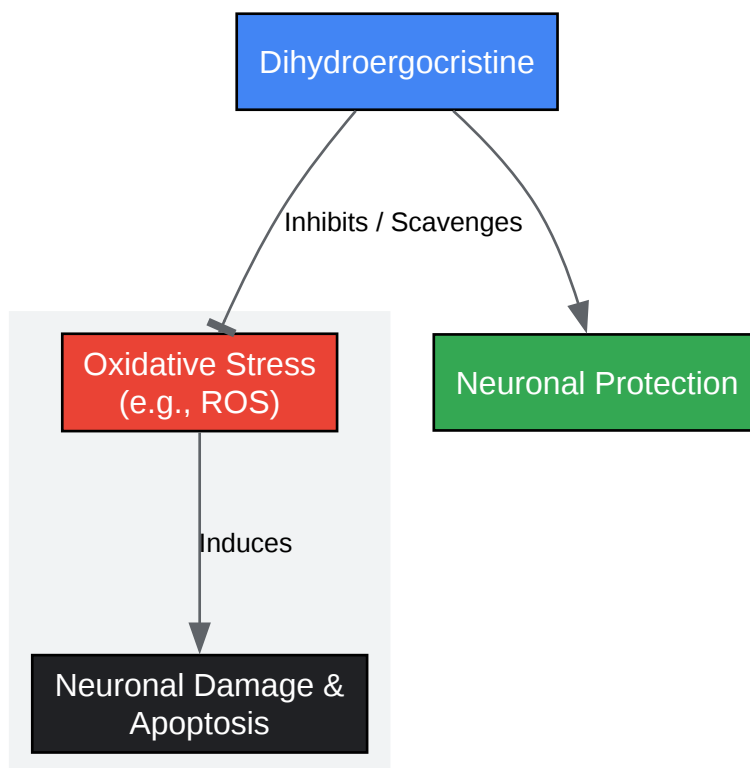 Dihydroergocristine
Inhibits / Scavenges
Oxidative Stress
(e.g., ROS)
Neuronal Protection
Induces
Neuronal Damage &
Apoptosis